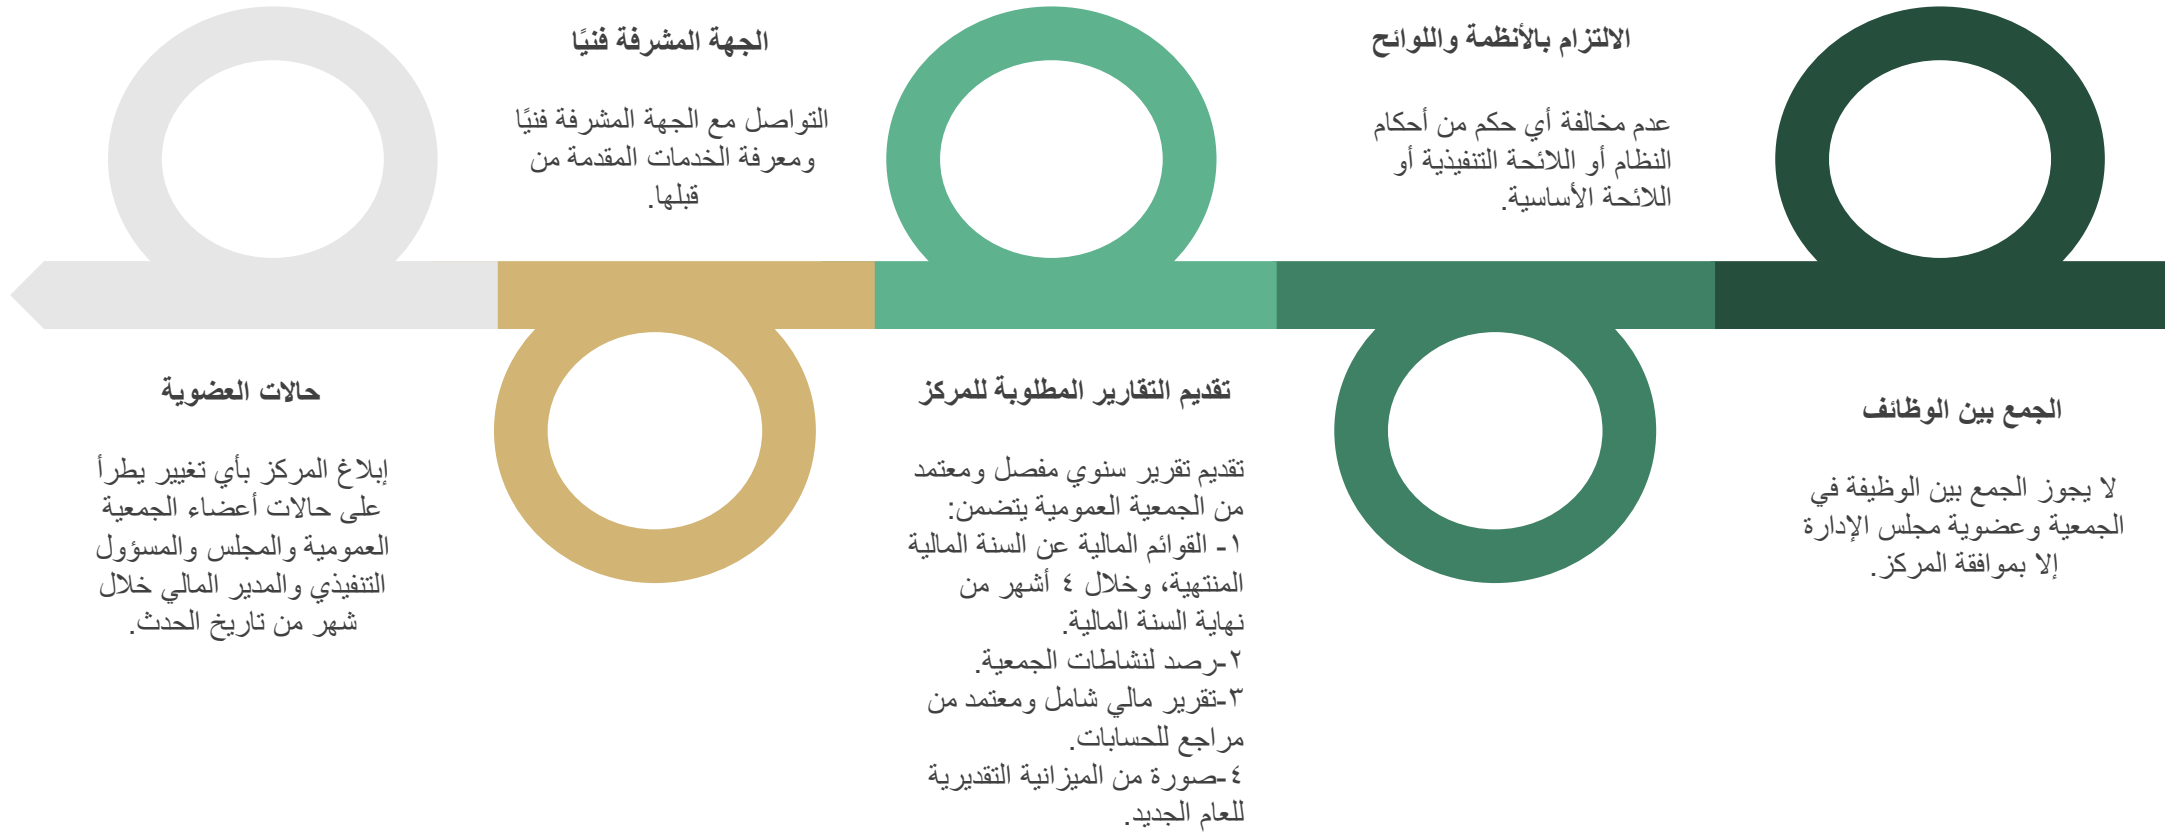 الجمع بين الوظائف
لا يجوز الجمع بين الوظيفة في
الجمعية وعضوية مجلس الإدارة
إلا بموافقة المركز.
الالتزام بالأنظمة واللوائح
عدم مخالفة أي حكم من أحكام
النظام أو اللائحة التنفيذية أو
اللائحة الأساسية.
تقديم التقارير المطلوبة للمركز
تقديم تقرير سنوي مفصل ومعتمد
من الجمعية العمومية يتضمن:
١- القوائم المالية عن السنة المالية
المنتهية، وخلال ٤ أشهر من
نهاية السنة المالية.
٢-رصد لنشاطات الجمعية.
٣-تقرير مالي شامل ومعتمد من
مراجع للحسابات.
٤-صورة من الميزانية التقديرية
للعام الجديد.
الجهة المشرفة فنيًا
التواصل مع الجهة المشرفة فنيًا
ومعرفة الخدمات المقدمة من
قبلها.
حالات العضوية
إبلاغ المركز بأي تغيير يطرأ
على حالات أعضاء الجمعية
العمومية والمجلس والمسؤول
التنفيذي والمدير المالي خلال
شهر من تاريخ الحدث.